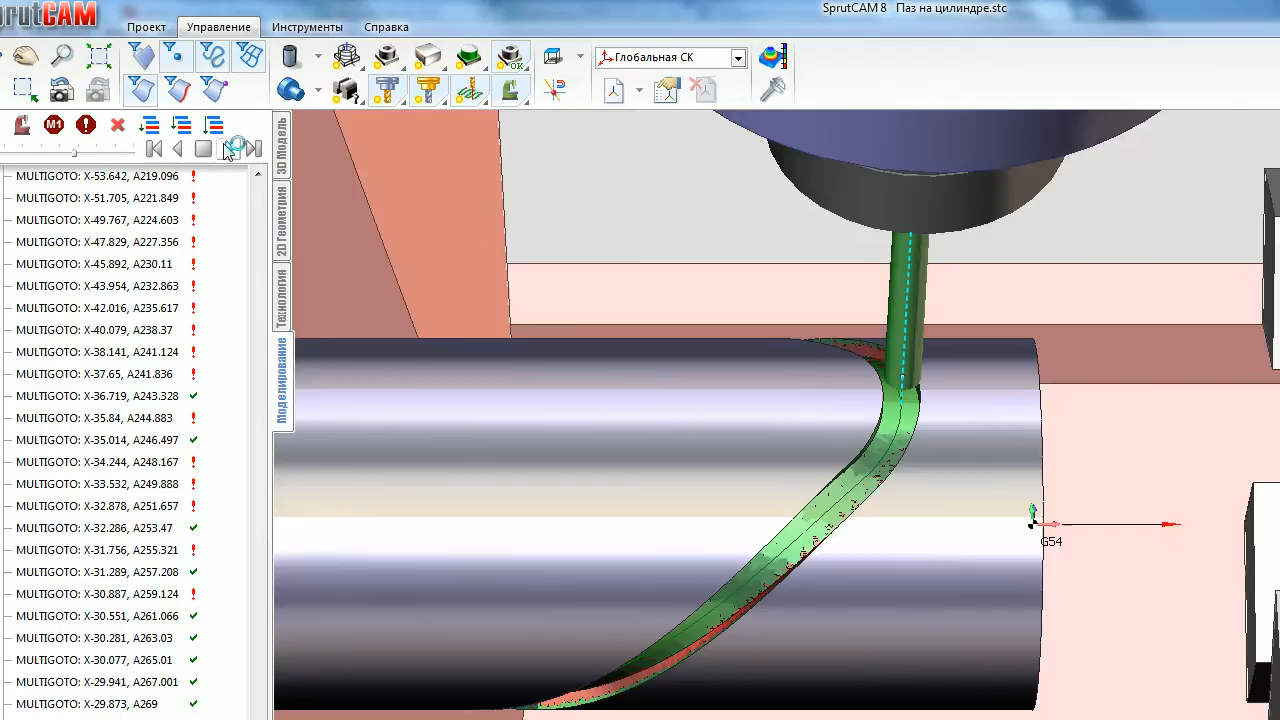 sprutCAM
SprutCAM 8 Паз на цилиндре.stc
Проект Управление Инструменты Справка
OK
Глобальная СК
M1
3D Модель
2D Геометрия
Технология
Моделирование
MULTIGOTO: X-53.642, A219.096
MULTIGOTO: X-51.705, A221.849
MULTIGOTO: X-49.767, A224.603
MULTIGOTO: X-47.829, A227.356
MULTIGOTO: X-45.892, A230.11
MULTIGOTO: X-43.954, A232.863
MULTIGOTO: X-42.016, A235.617
MULTIGOTO: X-40.079, A238.37
MULTIGOTO: X-38.141, A241.124
MULTIGOTO: X-37.65, A241.836
MULTIGOTO: X-36.719, A243.328
MULTIGOTO: X-35.84, A244.883
MULTIGOTO: X-35.014, A246.497
MULTIGOTO: X-34.244, A248.167
MULTIGOTO: X-33.532, A249.888
MULTIGOTO: X-32.878, A251.657
MULTIGOTO: X-32.286, A253.47
MULTIGOTO: X-31.756, A255.321
MULTIGOTO: X-31.289, A257.208
MULTIGOTO: X-30.887, A259.124
MULTIGOTO: X-30.551, A261.066
MULTIGOTO: X-30.281, A263.03
MULTIGOTO: X-30.077, A265.01
MULTIGOTO: X-29.941, A267.001
MULTIGOTO: X-29.873, A269
G54